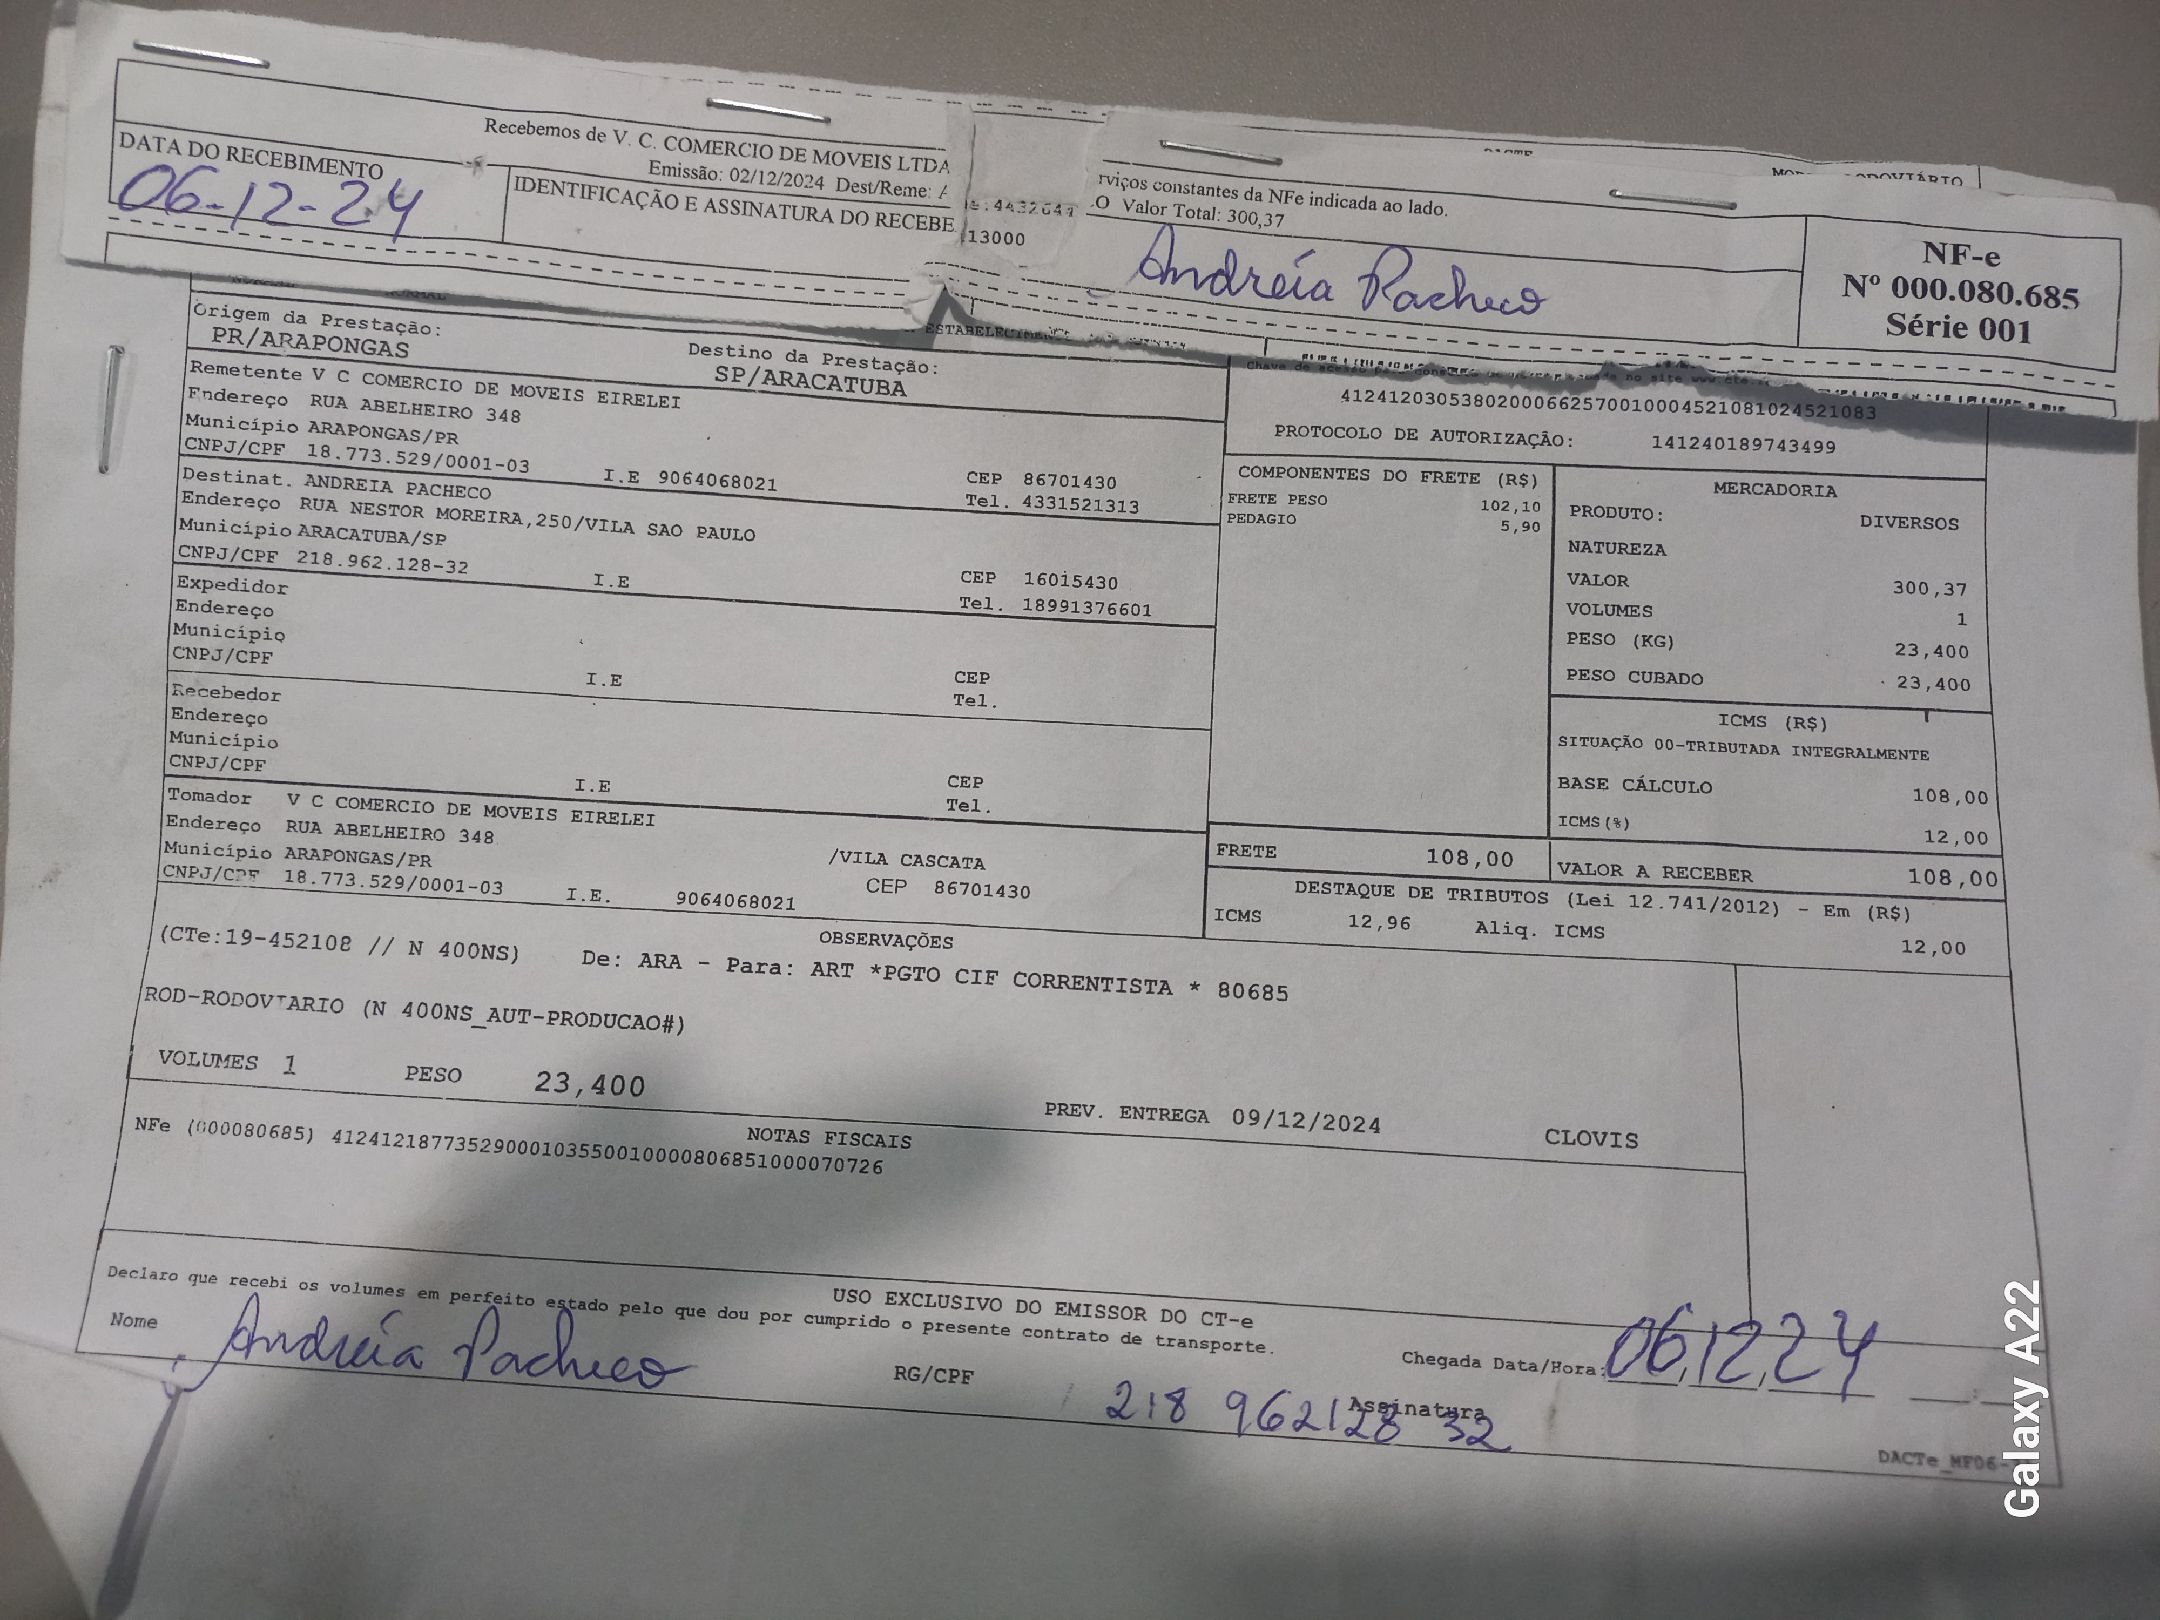 Recebemos de V. C. COMERCIO DE MOVEIS LTDA
rviços constantes da NFe indicada ao lado.
Emissão: 02/12/2024 Dest/Reme:
O Valor Total: 300,37
DATA DO RECEBIMENTO
06-12-24
IDENTIFICAÇÃO E ASSINATURA DO RECEBE
13000
Andréia Pacheco
NF-e
Nº 000.080.685
Série 001
Origem da Prestação:
PR/ARAPONGAS
Destino da Prestação:
SP/ARACATUBA
Remetente V C COMERCIO DE MOVEIS EIRELEI
Endereço RUA ABELHEIRO 348
Município ARAPONGAS/PR
CEP 86701430
CNPJ/CPF 18.773.529/0001-03 I.E 9064068021 Tel. 4331521313
Destinat. ANDREIA PACHECO
Endereço RUA NESTOR MOREIRA,250/VILA SAO PAULO
Município ARACATUBA/SP
CEP 16015430
CNPJ/CPF 218.962.128-32 I.E Tel. 18991376601
Expedidor
Endereço
Município
CEP
CNPJ/CPF I.E Tel.
Recebedor
Endereço
Município
CEP
CNPJ/CPF I.E Tel.
Tomador V C COMERCIO DE MOVEIS EIRELEI
Endereço RUA ABELHEIRO 348 /VILA CASCATA
Município ARAPONGAS/PR CEP 86701430
CNPJ/CPF 18.773.529/0001-03 I.E. 9064068021
41241203053802000662570010004521081024521083
PROTOCOLO DE AUTORIZAÇÃO: 141240189743499
COMPONENTES DO FRETE (R$)
FRETE PESO 102,10
PEDAGIO 5,90
MERCADORIA
PRODUTO: DIVERSOS
NATUREZA
VALOR 300,37
VOLUMES 1
PESO (KG) 23,400
PESO CUBADO 23,400
ICMS (R$)
SITUAÇÃO 00-TRIBUTADA INTEGRALMENTE
BASE CÁLCULO 108,00
ICMS(%) 12,00
FRETE 108,00 VALOR A RECEBER 108,00
DESTAQUE DE TRIBUTOS (Lei 12.741/2012) - Em (R$)
ICMS 12,96 Aliq. ICMS 12,00
OBSERVAÇÕES
(CTe:19-452108 // N 400NS) De: ARA - Para: ART *PGTO CIF CORRENTISTA * 80685
ROD-RODOVIARIO (N 400NS_AUT-PRODUCAO#)
VOLUMES 1 PESO 23,400 PREV. ENTREGA 09/12/2024 CLOVIS
NOTAS FISCAIS
NFe (000080685) 41241218773529000103550010000806851000070726
USO EXCLUSIVO DO EMISSOR DO CT-e
Declaro que recebi os volumes em perfeito estado pelo que dou por cumprido o presente contrato de transporte.
Nome Andréia Pacheco RG/CPF 218 962128 32 Assinatura
Chegada Data/Hora: 06,12,24
DACTe_MF06-
Galaxy A22